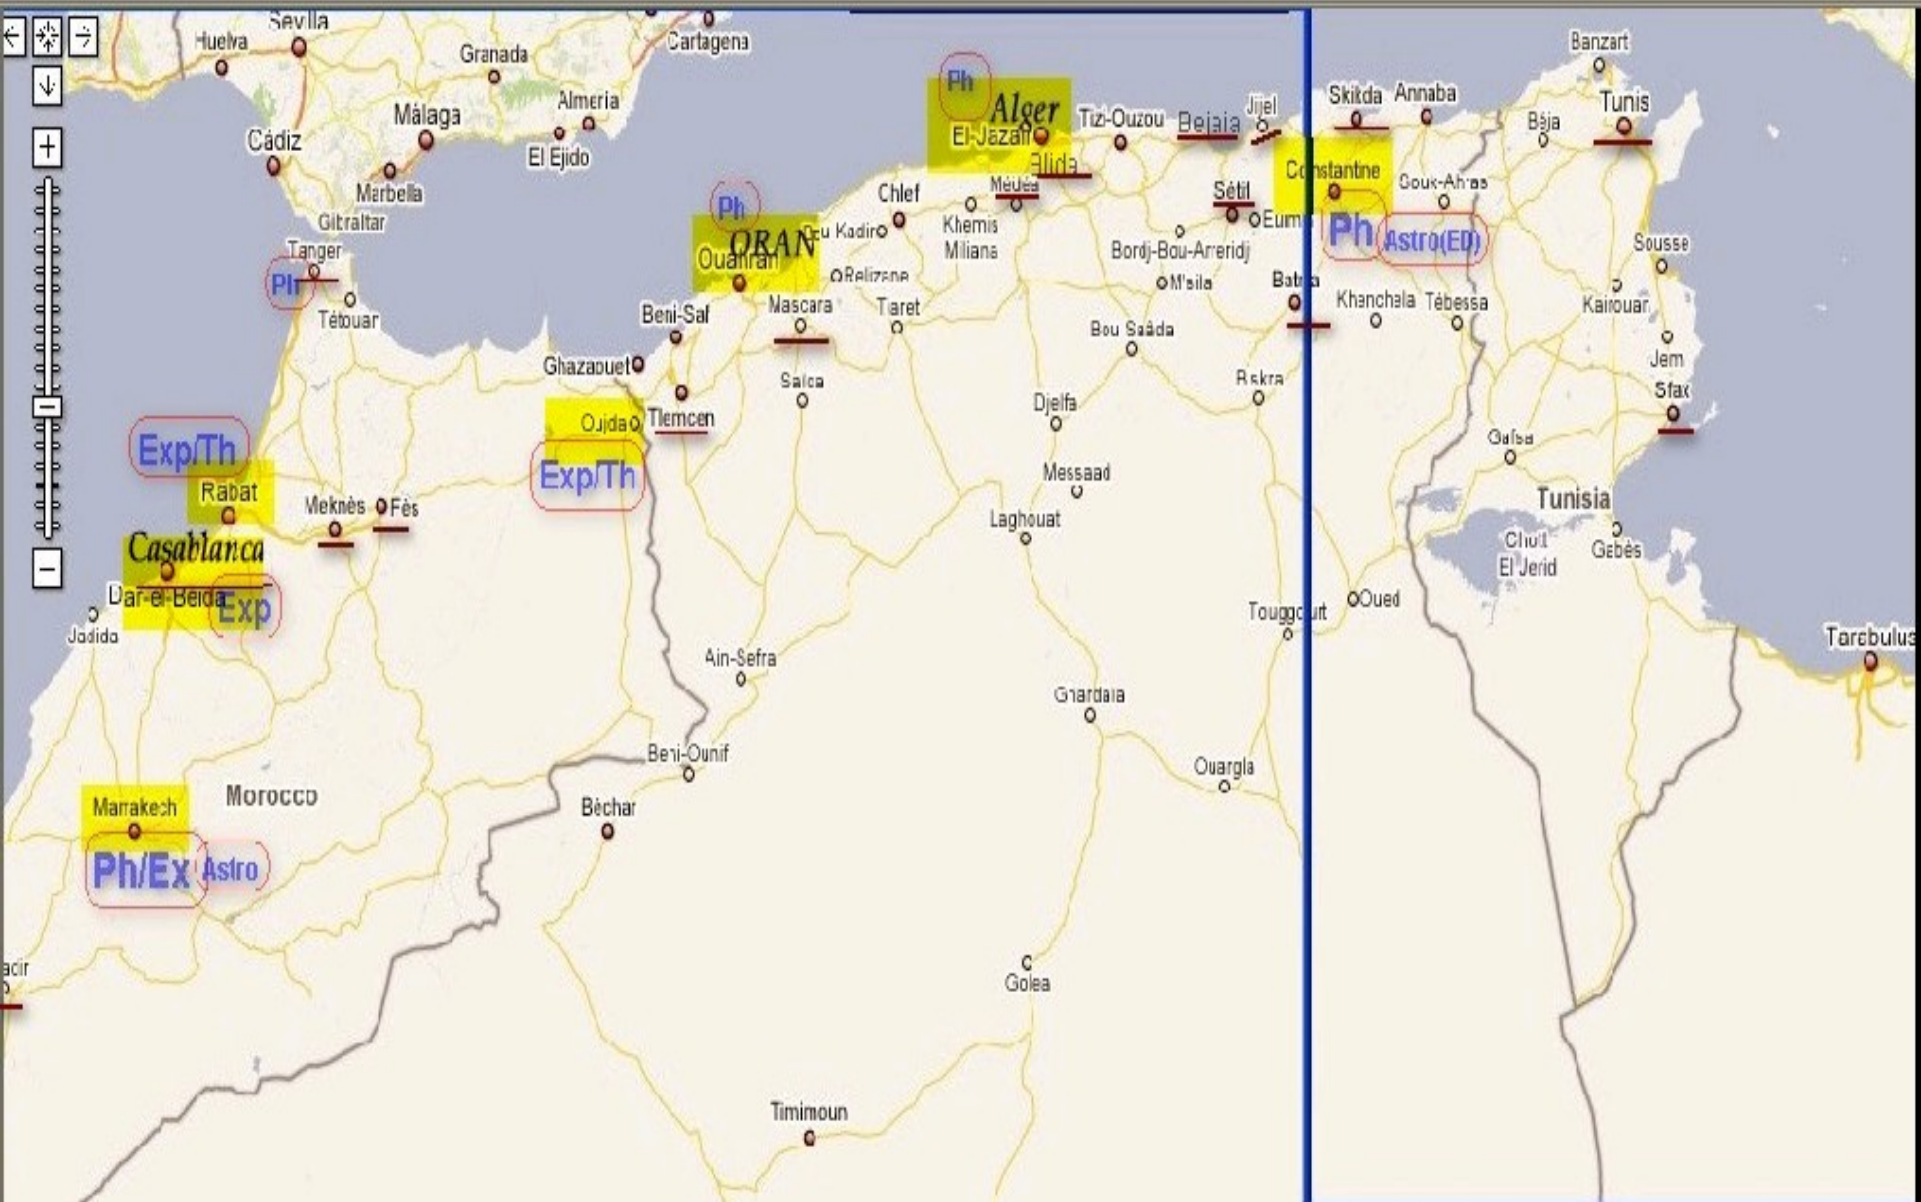 Sevilla
Huelva
Granada
Cartagena
Banzart
Almeria
Málaga
Cádiz
El Ejido
Marbella
Gibraltar
Tanger
Ph
Tétouan
Ph
Alger
El-Jazair
Blida
Tizi-Ouzou
Bejaia
Jijel
Skikda
Annaba
Béja
Tunis
Constantine
Souk-Ahras
Ph
Astro(ED)
Médéa
Sétif
Chlef
Khemis
Miliana
Bordj-Bou-Arreridj
Sousse
Ph
ORAN
Ouahran
Relizane
M'sila
Batna
Khenchela
Tébessa
Kairouan
Beni-Saf
Mascara
Tiaret
Bou Saâda
Jem
Ghazaouet
Saïda
Biskra
Sfax
Oujda
Tlemcen
Djelfa
Gafsa
Exp/Th
Exp/Th
Rabat
Meknès
Fès
Messaad
Tunisia
Laghouat
Chott
El Jerid
Gabès
Casablanca
Dar-el-Beida
Exp
Jadida
Touggourt
Oued
Tarabulus
Ain-Sefra
Ghardaia
Beni-Ounif
Ouargla
Marrakech
Morocco
Béchar
Ph/Ex
Astro
adir
Golea
Timimoun